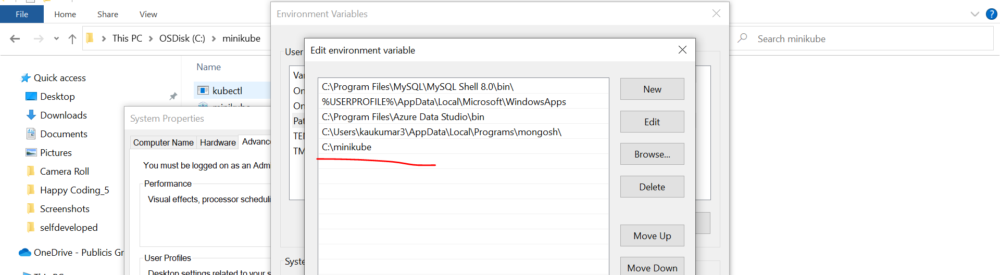 File Home Share View
This PC OSDisk (C:) minikube
Search minikube
Quick access
Desktop
Downloads
Documents
Pictures
Camera Roll
Happy Coding_5
Screenshots
selfdeveloped
OneDrive - Publicis Gr
Name
kubectl
System Properties
Computer Name Hardware Advanc
You must be logged on as an Admi
Performance
Visual effects, processor scheduli
User Profiles
Desktop settings related to your s
Environment Variables
User
Var
On
On
Pat
TEM
TM
Syste
Edit environment variable
C:\Program Files\MySQL\MySQL Shell 8.0\bin\
%USERPROFILE%\AppData\Local\Microsoft\WindowsApps
C:\Program Files\Azure Data Studio\bin
C:\Users\kaukumar3\AppData\Local\Programs\mongosh\
C:\minikube
New
Edit
Browse...
Delete
Move Up
Move Down